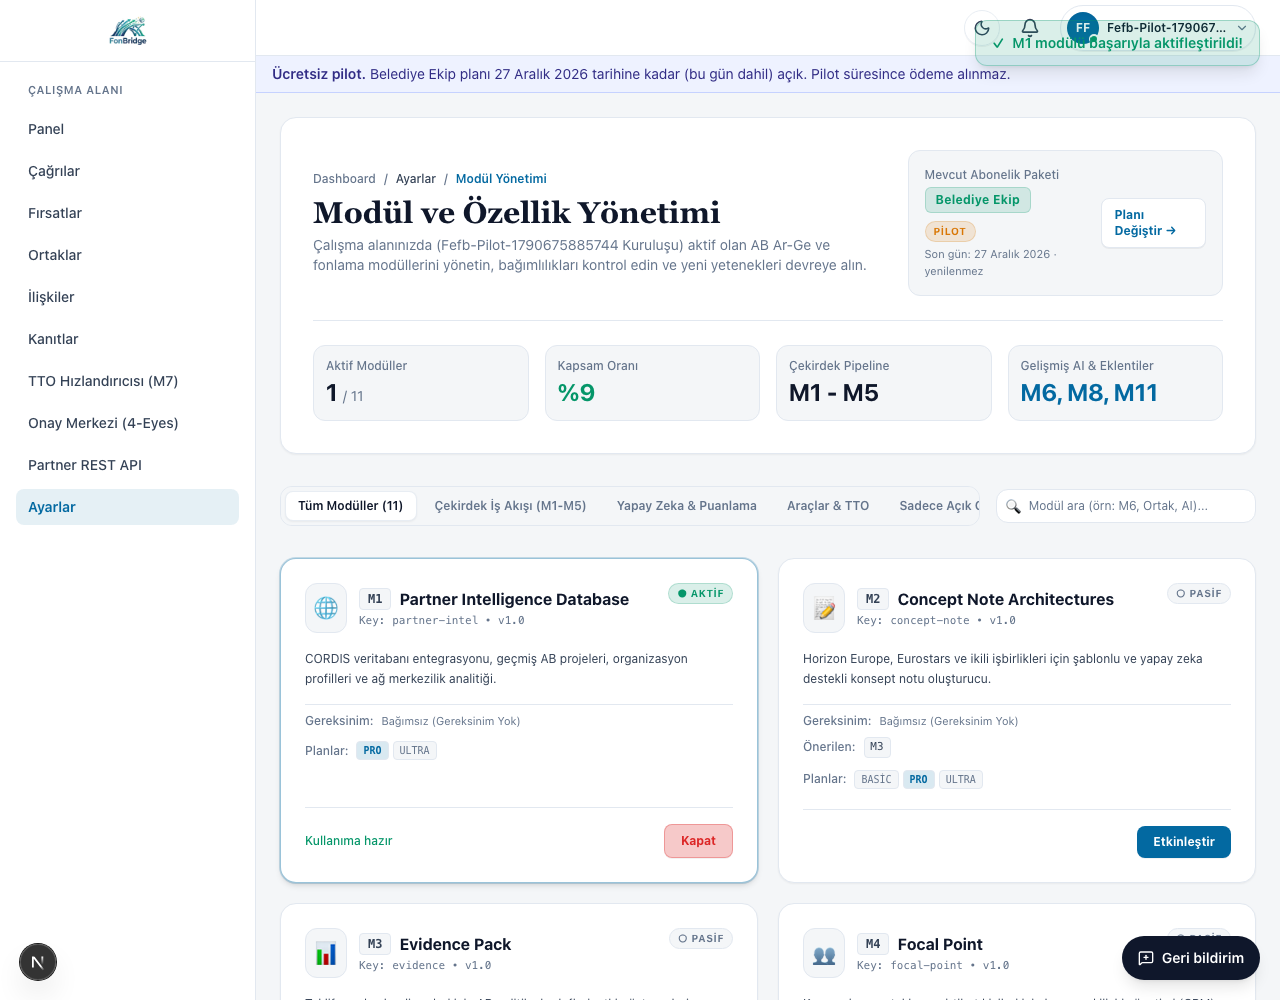 FonBridge
ÇALIŞMA ALANI
Panel
Çağrılar
Fırsatlar
Ortaklar
İlişkiler
Kanıtlar
TTO Hızlandırıcısı (M7)
Onay Merkezi (4-Eyes)
Partner REST API
Ayarlar
N
FF
Fefb-Pilot-179067...
✓ M1 modülü başarıyla aktifleştirildi!
Ücretsiz pilot. Belediye Ekip planı 27 Aralık 2026 tarihine kadar (bu gün dahil) açık. Pilot süresince ödeme alınmaz.
Dashboard / Ayarlar / Modül Yönetimi
Modül ve Özellik Yönetimi
Çalışma alanınızda (Fefb-Pilot-1790675885744 Kuruluşu) aktif olan AB Ar-Ge ve
fonlama modüllerini yönetin, bağımlılıkları kontrol edin ve yeni yetenekleri devreye alın.
Mevcut Abonelik Paketi
Belediye Ekip
PİLOT
Son gün: 27 Aralık 2026 ·
yenilenmez
Planı
Değiştir →
Aktif Modüller
1 / 11
Kapsam Oranı
%9
Çekirdek Pipeline
M1 - M5
Gelişmiş AI & Eklentiler
M6, M8, M11
Tüm Modüller (11)
Çekirdek İş Akışı (M1-M5)
Yapay Zeka & Puanlama
Araçlar & TTO
Sadece Açık
Modül ara (örn: M6, Ortak, AI)...
M1 Partner Intelligence Database
AKTİF
Key: partner-intel • v1.0
CORDIS veritabanı entegrasyonu, geçmiş AB projeleri, organizasyon
profilleri ve ağ merkezilik analitiği.
Gereksinim: Bağımsız (Gereksinim Yok)
Planlar: PRO ULTRA
Kullanıma hazır
Kapat
M2 Concept Note Architectures
PASİF
Key: concept-note • v1.0
Horizon Europe, Eurostars ve ikili işbirlikleri için şablonlu ve yapay zeka
destekli konsept notu oluşturucu.
Gereksinim: Bağımsız (Gereksinim Yok)
Önerilen: M3
Planlar: BASİC PRO ULTRA
Etkinleştir
M3 Evidence Pack
PASİF
Key: evidence • v1.0
M4 Focal Point
Key: focal-point • v1.0
Geri bildirim